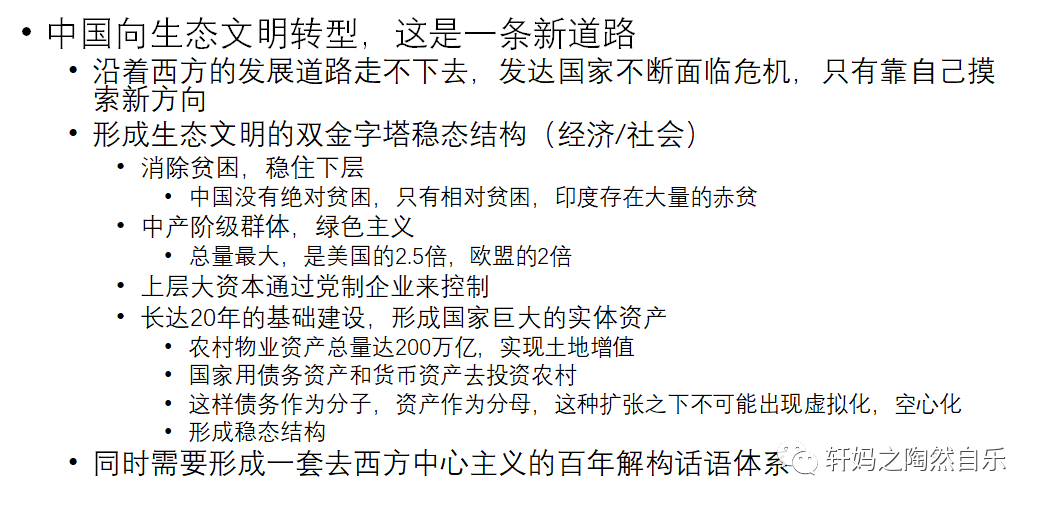 • 中国向生态文明转型，这是一条新道路
• 沿着西方的发展道路走不下去，发达国家不断面临危机，只有靠自己摸
索新方向
• 形成生态文明的双金字塔稳态结构（经济/社会）
• 消除贫困，稳住下层
• 中国没有绝对贫困，只有相对贫困，印度存在大量的赤贫
• 中产阶级群体，绿色主义
• 总量最大，是美国的2.5倍，欧盟的2倍
• 上层大资本通过党制企业来控制
• 长达20年的基础建设，形成国家巨大的实体资产
• 农村物业资产总量达200万亿，实现土地增值
• 国家用债务资产和货币资产去投资农村
• 这样债务作为分子，资产作为分母，这种扩张之下不可能出现虚拟化，空心化
• 形成稳态结构
• 同时需要形成一套去西方中心主义的百年解构话语体系
轩妈之陶然自乐